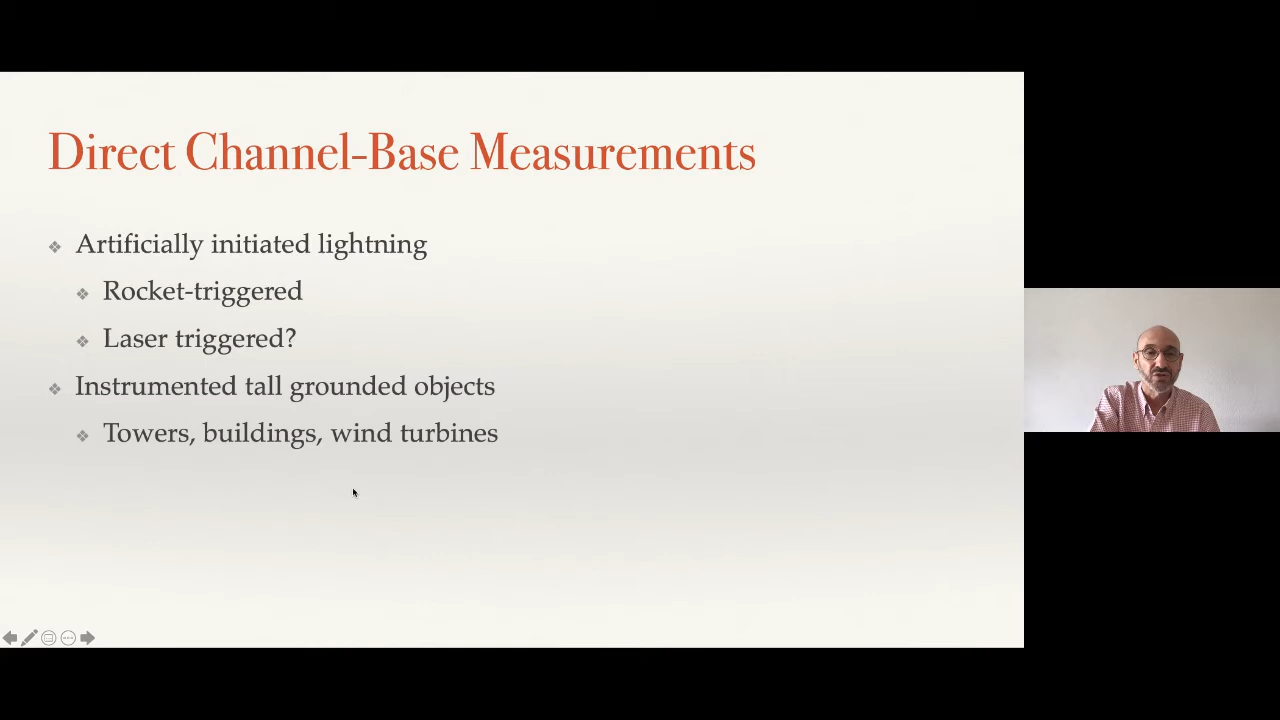 Direct Channel-Base Measurements
Artificially initiated lightning
Rocket-triggered
Laser triggered?
Instrumented tall grounded objects
Towers, buildings, wind turbines